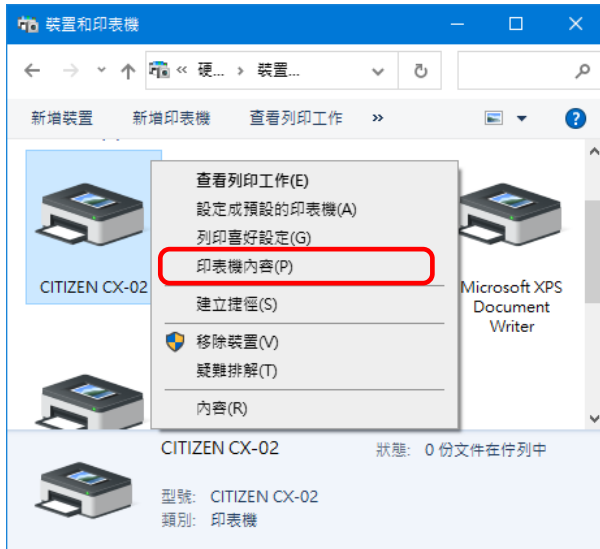 裝置和印表機
« 硬... › 裝置...
新增裝置 新增印表機 查看列印工作 »
查看列印工作(E)
設定成預設的印表機(A)
列印喜好設定(G)
印表機內容(P)
建立捷徑(S)
移除裝置(V)
疑難排解(T)
內容(R)
CITIZEN CX-02
Microsoft XPS
Document
Writer
CITIZEN CX-02 狀態: 0 份文件在佇列中
型號: CITIZEN CX-02
類別: 印表機